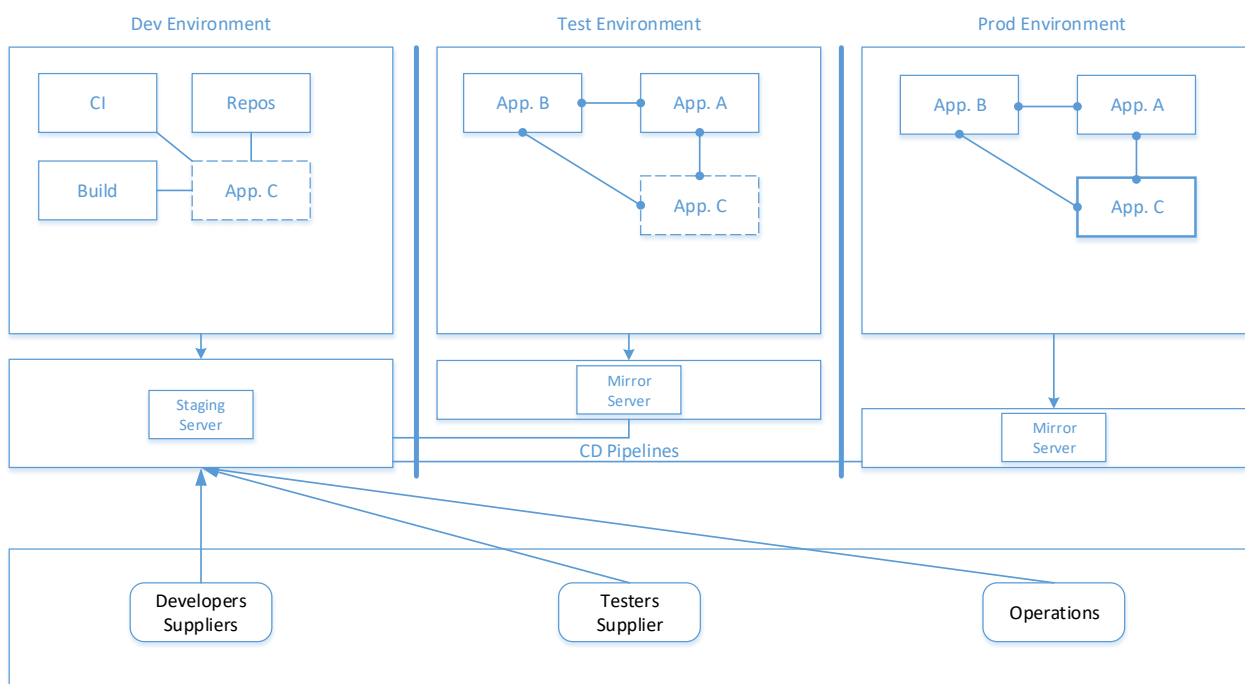 Dev Environment
Test Environment
Prod Environment
CI
Repos
Build
App. C
App. B
App. A
App. C
App. B
App. A
App. C
Staging
Server
Mirror
Server
Mirror
Server
CD Pipelines
Developers
Suppliers
Testers
Supplier
Operations